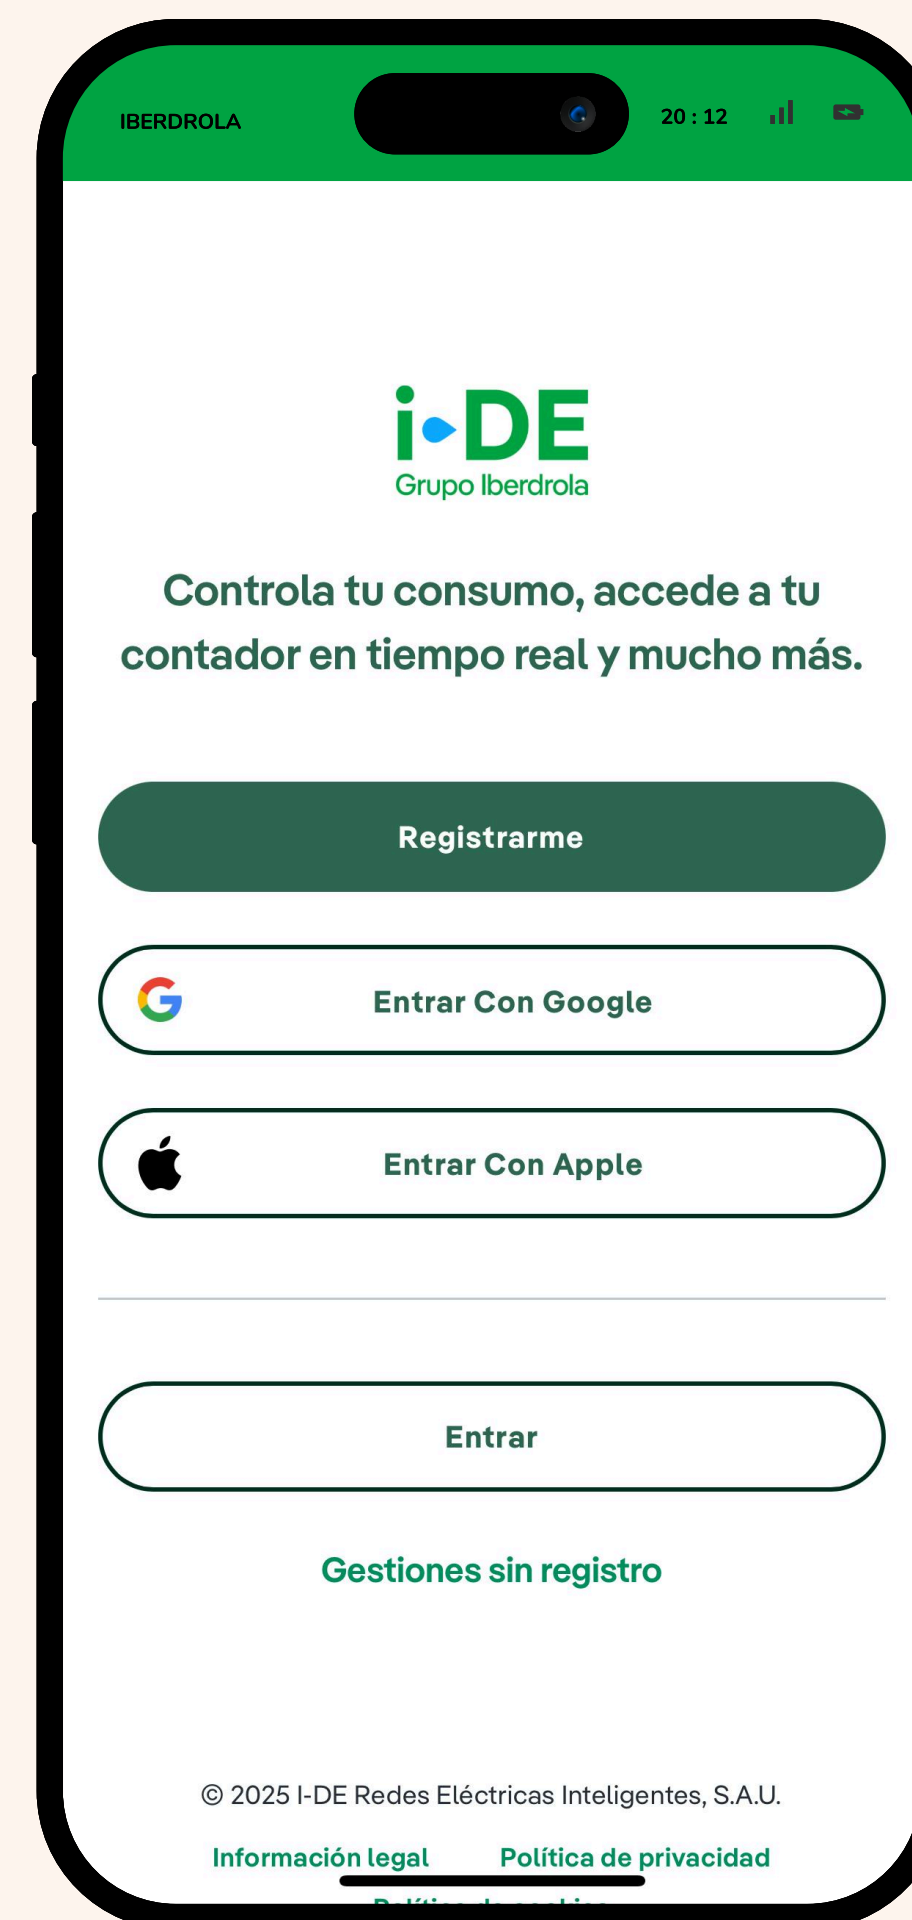 IBERDROLA
20 : 12
i-DE
Grupo Iberdrola
Controla tu consumo, accede a tu
contador en tiempo real y mucho más.
Registrarme
Entrar Con Google
Entrar Con Apple
Entrar
Gestiones sin registro
© 2025 I-DE Redes Eléctricas Inteligentes, S.A.U.
Información legal Política de privacidad